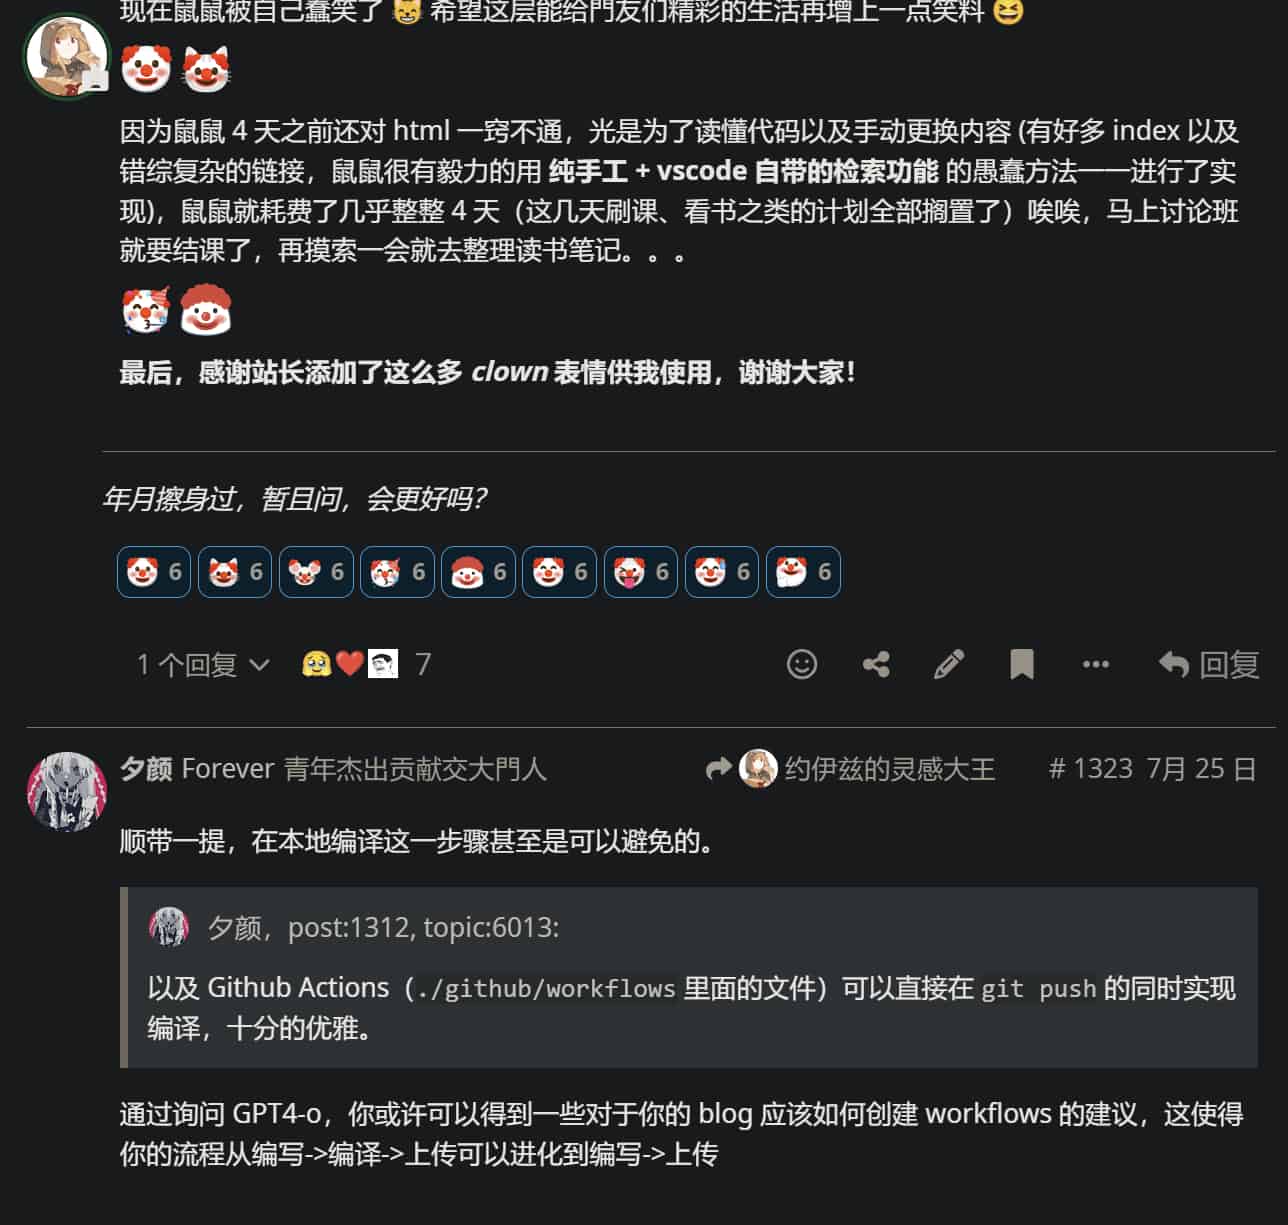 现在鼠鼠被自己蠢笑了 😸 希望这层能给門友们精彩的生活再增上一点笑料 😆
因为鼠鼠 4 天之前还对 html 一窍不通，光是为了读懂代码以及手动更换内容 (有好多 index 以及
错综复杂的链接，鼠鼠很有毅力的用 纯手工 + vscode 自带的检索功能 的愚蠢方法一一进行了实
现)，鼠鼠就耗费了几乎整整 4 天（这几天刷课、看书之类的计划全部搁置了）唉唉，马上讨论班
就要结课了，再摸索一会就去整理读书笔记。。。
最后，感谢站长添加了这么多 clown 表情供我使用，谢谢大家！
年月擦身过，暂且问，会更好吗？
6 6 6 6 6 6 6 6 6
1 个回复 7 回复
夕颜 Forever 青年杰出贡献交大門人 约伊兹的灵感大王 # 1323 7月 25 日
顺带一提，在本地编译这一步骤甚至是可以避免的。
夕颜，post:1312, topic:6013:
以及 Github Actions（./github/workflows 里面的文件）可以直接在 git push 的同时实现
编译，十分的优雅。
通过询问 GPT4-o，你或许可以得到一些对于你的 blog 应该如何创建 workflows 的建议，这使得
你的流程从编写->编译->上传可以进化到编写->上传